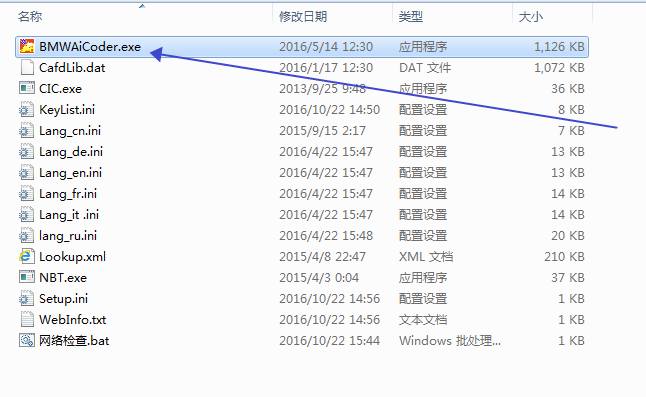 名称 修改日期 类型 大小
BMWAiCoder.exe 2016/5/14 12:30 应用程序 1,126 KB
CafdLib.dat 2016/1/17 12:30 DAT 文件 1,072 KB
CIC.exe 2013/9/25 9:48 应用程序 36 KB
KeyList.ini 2016/10/22 14:50 配置设置 8 KB
Lang_cn.ini 2015/9/15 2:17 配置设置 7 KB
Lang_de.ini 2016/4/22 15:47 配置设置 13 KB
Lang_en.ini 2016/4/22 15:47 配置设置 13 KB
Lang_fr.ini 2016/4/22 15:47 配置设置 14 KB
Lang_it .ini 2016/4/22 15:47 配置设置 14 KB
lang_ru.ini 2016/4/22 15:48 配置设置 20 KB
Lookup.xml 2015/4/8 22:47 XML 文档 210 KB
NBT.exe 2015/4/3 0:04 应用程序 37 KB
Setup.ini 2016/10/22 14:56 配置设置 1 KB
WebInfo.txt 2016/10/22 14:56 文本文档 1 KB
网络检查.bat 2016/10/22 15:44 Windows 批处理... 1 KB